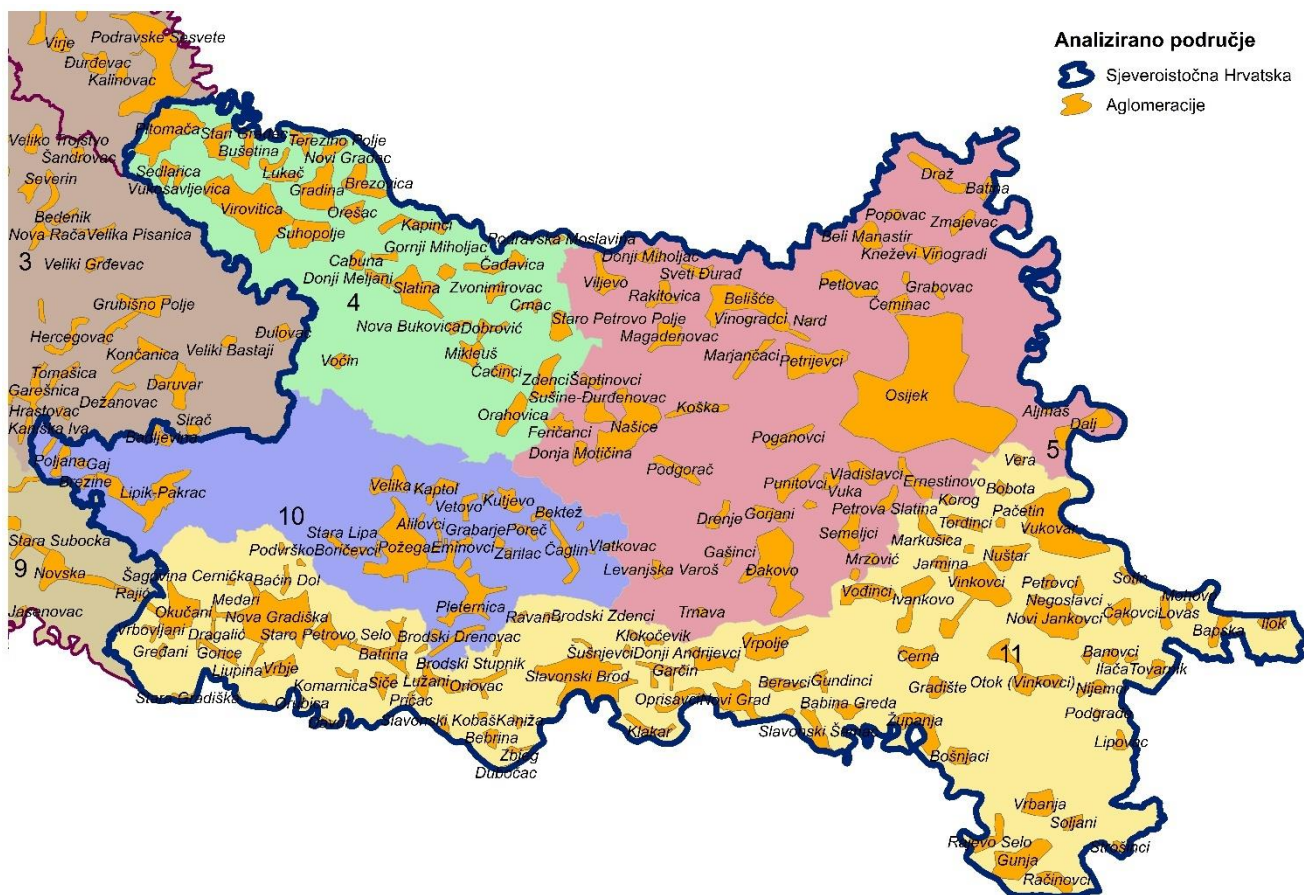 Analizirano područje
Sjeveroistočna Hrvatska
Aglomeracije
Podravske Sesvete
Virje
Đurđevac
Kalinovac
Pitomača
Stari Gradac
Bušetina
Terezino Polje
Veliko Trojstvo
Šandrovac
Lukač
Novi Gradac
Severin
Sedlarica
Vukosavljevica
Gradina
Brezovica
Draž
Batina
Virovitica
Orešac
Bedenik
Popovac
Zmajevac
Nova Rača
Velika Pisanica
Suhopolje
Kapinci
Beli Manastir
Gornji Miholjac
Podravska Moslavina
Kneževi Vinogradi
3
Veliki Grđevac
Cabuna
Čađavica
Donji Miholjac
Donji Meljani
Sveti Đurađ
Slatina
Zvonimirovac
Viljevo
Rakitovica
Petlovac
Grabovac
4
Belišće
Čeminac
Grubišno Polje
Crnac
Staro Petrovo Polje
Vinogradci
Nard
Nova Bukovica
Dobrović
Magadenovac
Hercegovac
Đulovac
Končanica
Veliki Bastaji
Voćin
Mikleuš
Marjančaci
Petrijevci
Tomašica
Čačinci
Daruvar
Zdenci
Šaptinovci
Garešnica
Dežanovac
Sušine-Đurđenovac
Osijek
Hrastovac
Sirač
Orahovica
Koška
Aljmaš
Kaniška Iva
Našice
Dalj
Badljevina
Feričanci
Poganovci
5
Donja Motičina
Poljana
Gaj
Podgorač
Vera
Brezine
Lipik-Pakrac
Velika
Kaptol
Punitovci
Vladislavci
Ernestinovo
Vuka
Bobota
10
Vetovo
Kutjevo
Petrova Slatina
Korog
Alilovci
Bektež
Drenje
Gorjani
Pačetin
Stara Lipa
Grabarje
Poreč
Tordinci
Vukovar
Stara Subocka
Podvrško
Boričevci
Požega
Eminovci
Zarilac
Čaglin
Vlatkovac
Semeljci
Markušica
Gašinci
Mrzović
Nuštar
9
Novska
Šagovina Cernička
Levanjska Varoš
Đakovo
Jarmina
Baćin Dol
Vinkovci
Petrovci
Sotin
Rajić
Medari
Pleternica
Vođinci
Ivankovo
Negoslavci
Mohovo
Jasenovac
Okučani
Nova Gradiška
Ravan
Brodski Zdenci
Trnava
Novi Jankovci
Čakovci
Lovas
Vrbovljani
Dragalić
Staro Petrovo Selo
Brodski Drenovac
Klokočevik
Vrpolje
Bapska
Ilok
Gređani
Gorice
Batrina
Šušnjevci
Donji Andrijevci
Cerna
11
Banovci
Ljupina
Vrbje
Brodski Stupnik
Garčin
Ilača
Tovarnik
Siče
Lužani
Slavonski Brod
Beravci
Gundinci
Otok (Vinkovci)
Komarnica
Oriovac
Gradište
Nijemci
Stara Gradiška
Orubica
Pričac
Oprisavci
Novi Grad
Babina Greda
Podgrađe
Davor
Slavonski Kobaš
Kaniža
Županja
Bebrina
Klakar
Slavonski Šamac
Lipovac
Zbjeg
Bošnjaci
Dubočac
Vrbanja
Soljani
Rajevo Selo
Strošinci
Gunja
Račinovci